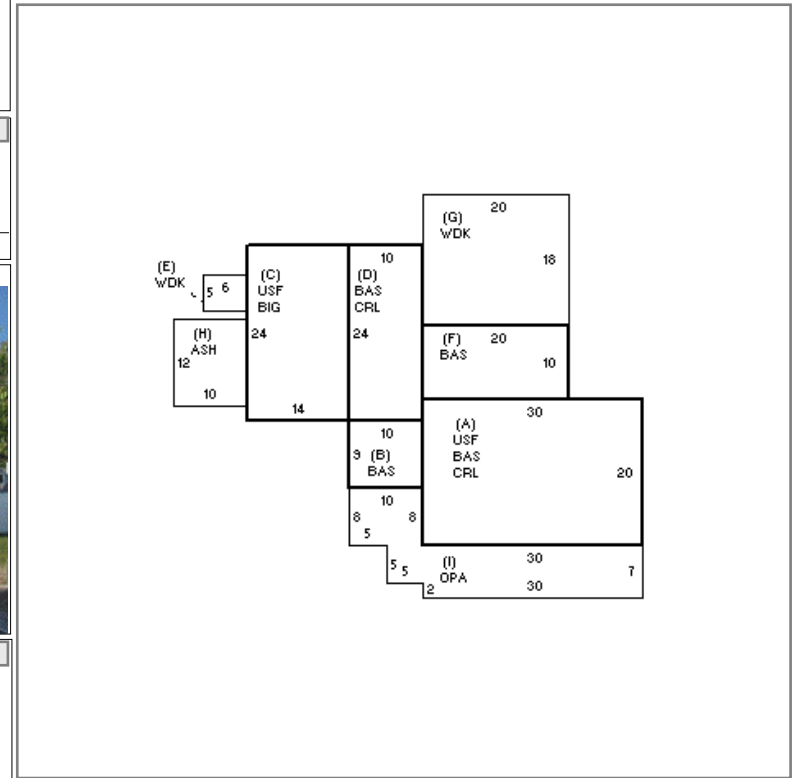 20
(G)
WDK
18
(E)
WDK
5 6
(C)
USF
BIG
24
14
10
(D)
BAS
CRL
24
(H)
ASH
12
10
(F) 20
BAS
10
30
(A)
USF
BAS
CRL
20
10
9 (B)
BAS
10
8 8
5
5 5
2
(I)
OPA
30
30
7